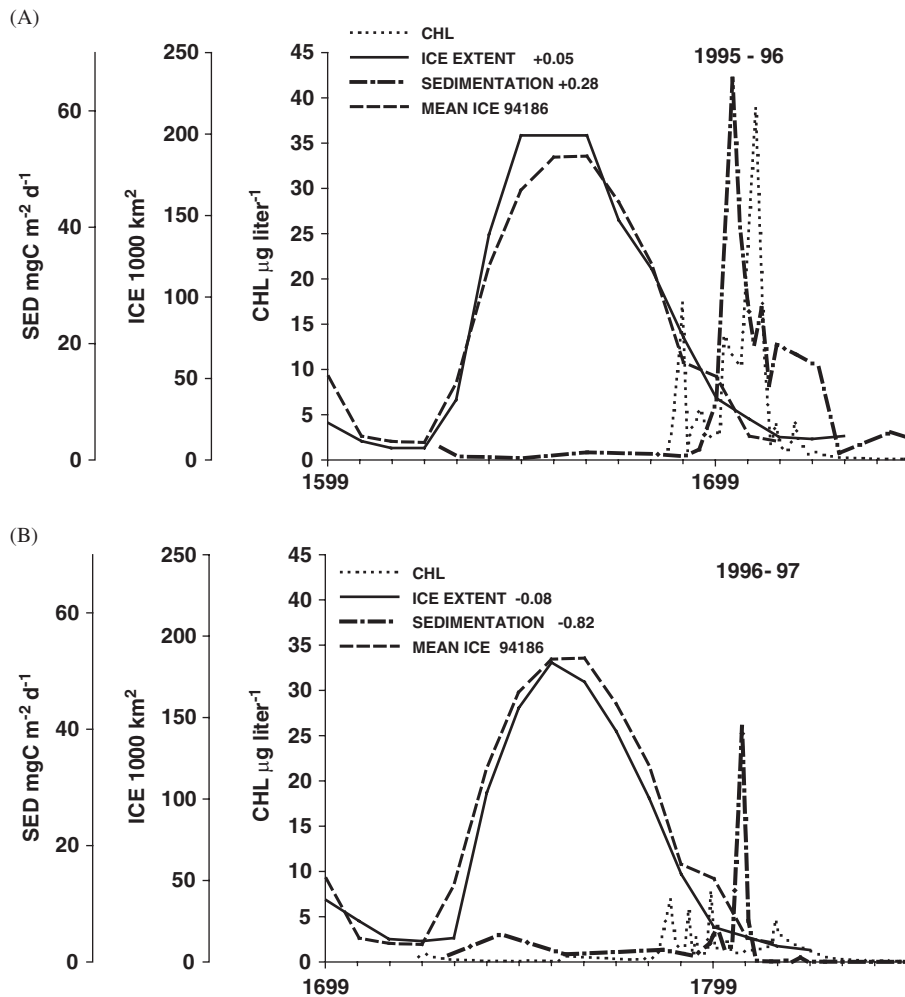 (A)
CHL
ICE EXTENT +0.05
SEDIMENTATION +0.28
MEAN ICE 94186
1995 - 96
SED mgC m-2 d-1
60
40
20
0
ICE 1000 km2
250
200
150
100
50
0
CHL µg liter-1
45
40
35
30
25
20
15
10
5
0
1599
1699
(B)
CHL
ICE EXTENT -0.08
SEDIMENTATION -0.82
MEAN ICE 94186
1996- 97
SED mgC m-2 d-1
60
40
20
0
ICE 1000 km2
250
200
150
100
50
0
CHL µg liter-1
45
40
35
30
25
20
15
10
5
0
1699
1799